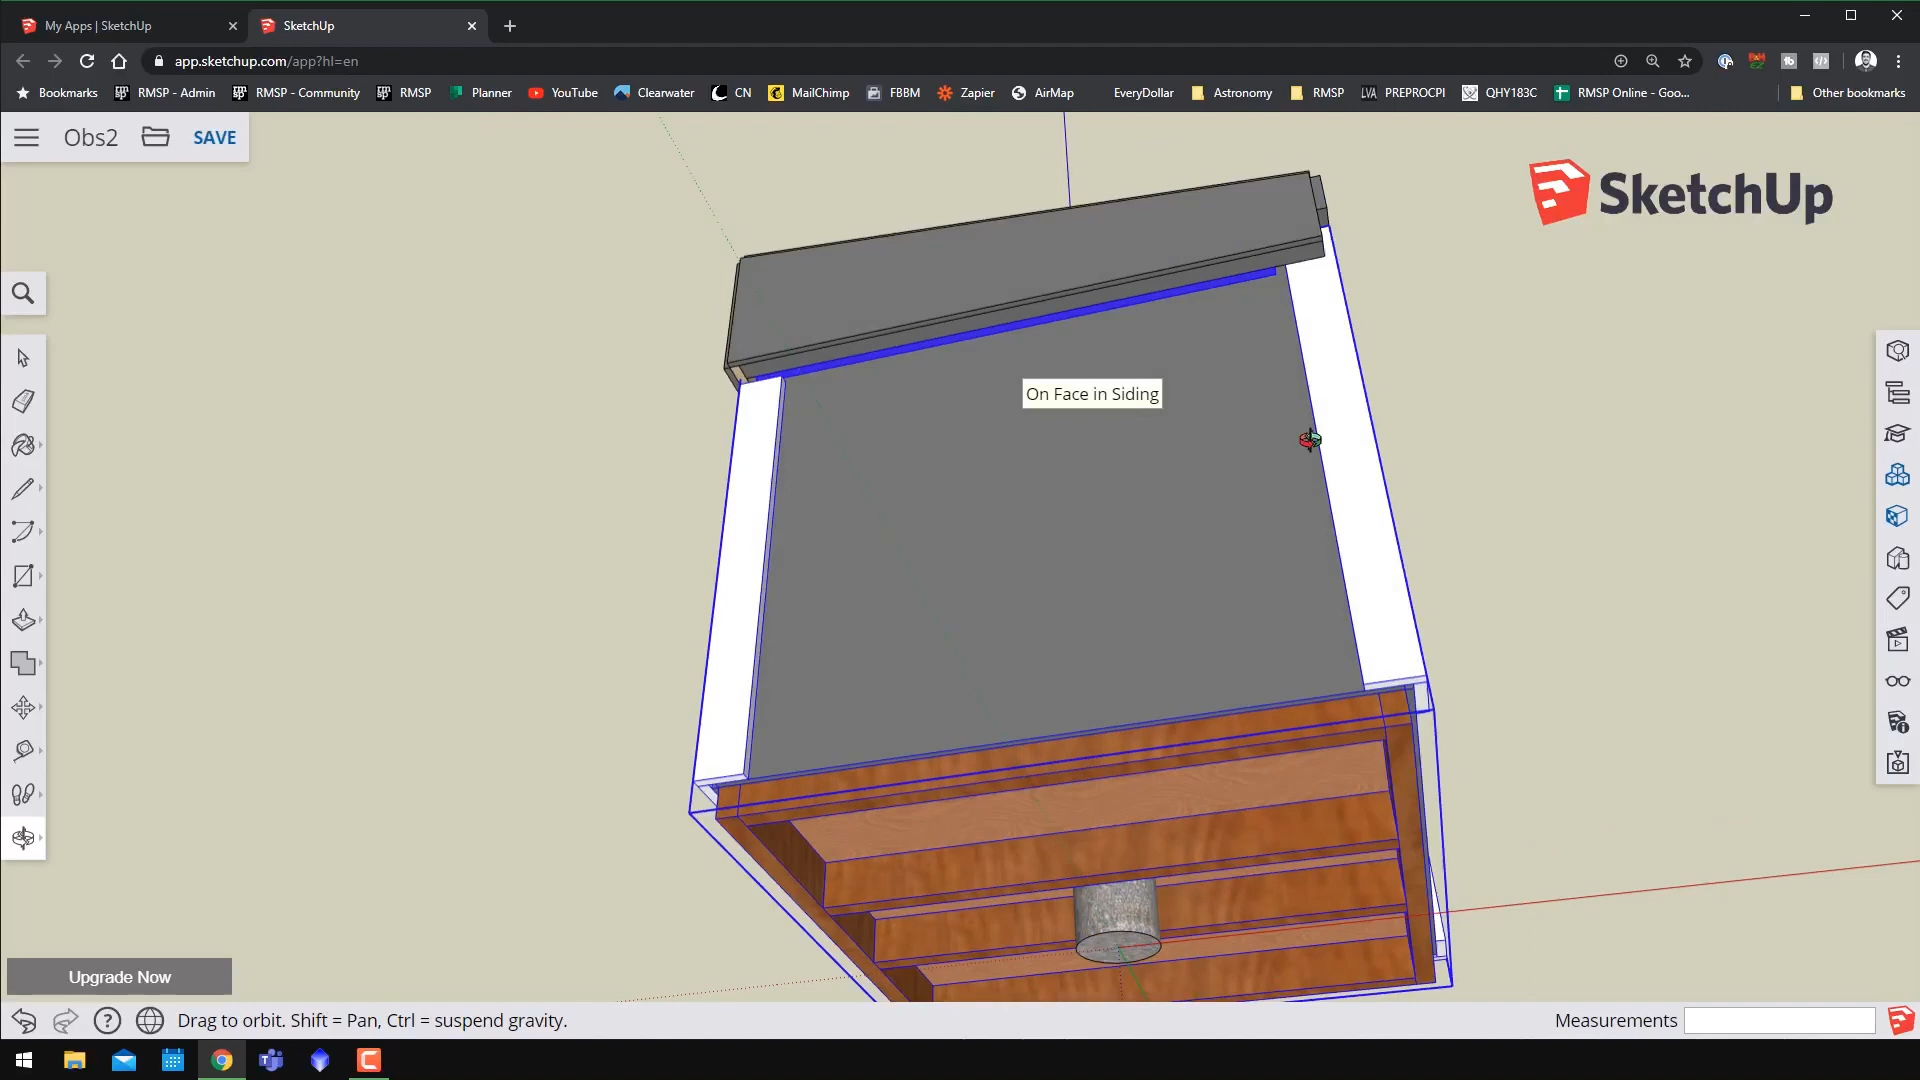 My Apps | SketchUp
SketchUp
app.sketchup.com/app?hl=en
Bookmarks RMSP - Admin RMSP - Community RMSP Planner YouTube Clearwater CN MailChimp FBBM Zapier AirMap EveryDollar Astronomy RMSP LVA PREPROCPI QHY183C RMSP Online - Goo... Other bookmarks
Obs2 SAVE
SketchUp
On Face in Siding
Upgrade Now
Drag to orbit. Shift = Pan, Ctrl = suspend gravity.
Measurements